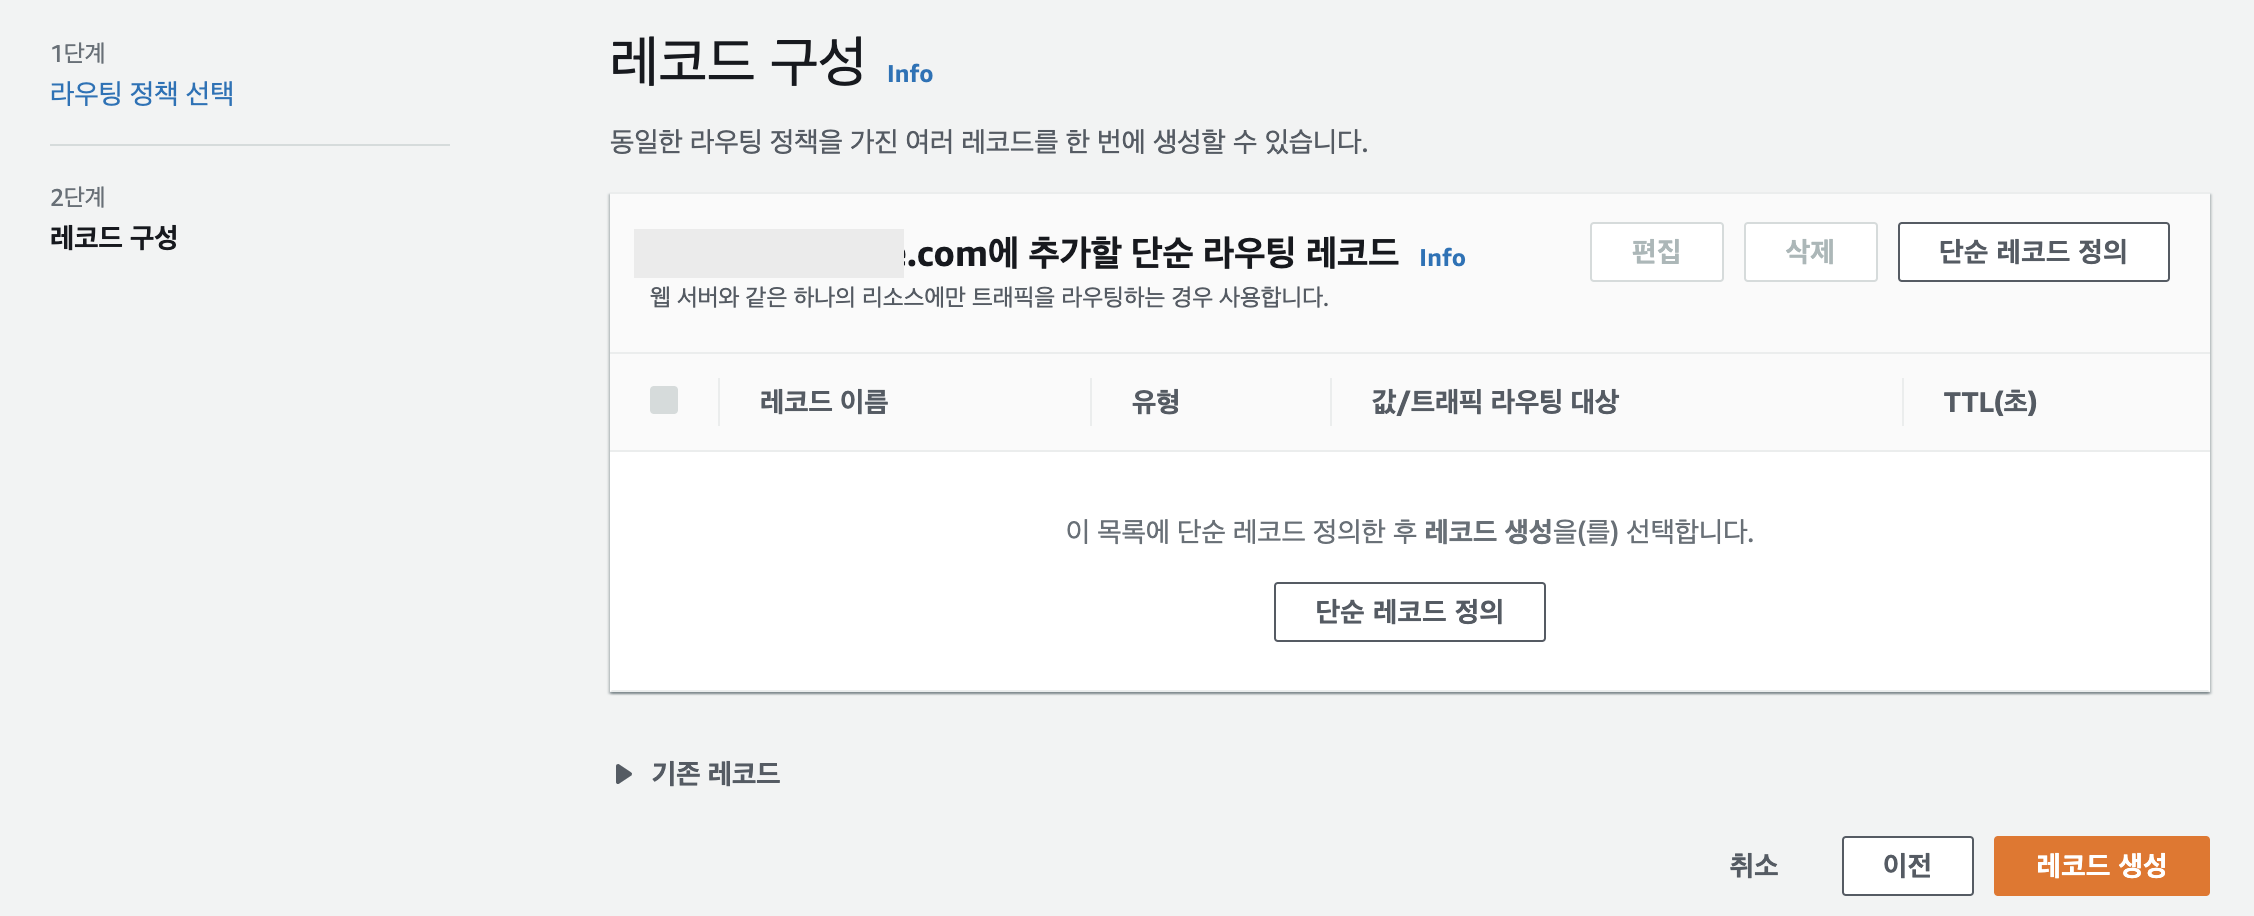 1단계
라우팅 정책 선택
2단계
레코드 구성
레코드 구성 Info
동일한 라우팅 정책을 가진 여러 레코드를 한 번에 생성할 수 있습니다.
.com에 추가할 단순 라우팅 레코드 Info
웹 서버와 같은 하나의 리소스에만 트래픽을 라우팅하는 경우 사용합니다.
편집 삭제 단순 레코드 정의
레코드 이름 유형 값/트래픽 라우팅 대상 TTL(초)
이 목록에 단순 레코드 정의한 후 레코드 생성을(를) 선택합니다.
단순 레코드 정의
기존 레코드
취소 이전 레코드 생성